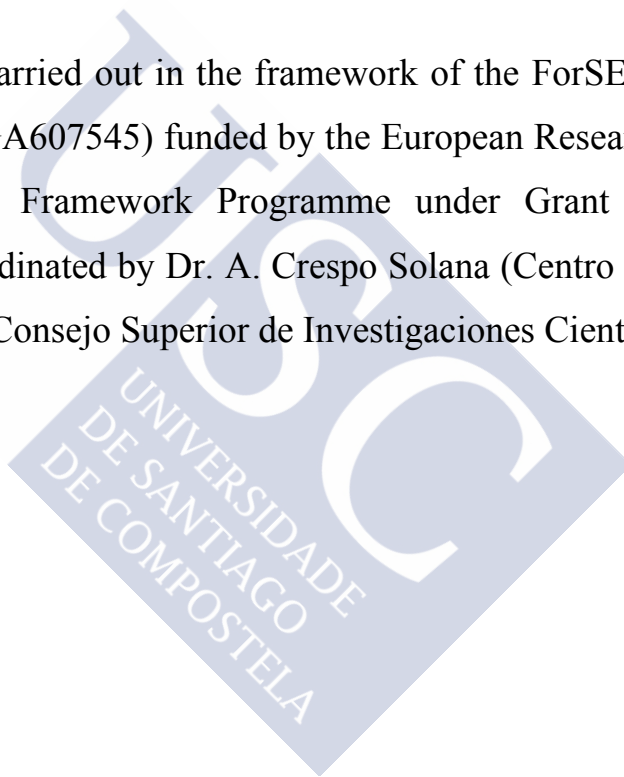 arried out in the framework of the ForSE
A607545) funded by the European Resea
Framework Programme under Grant
dinated by Dr. A. Crespo Solana (Centro
Consejo Superior de Investigaciones Cient
USC
UNIVERSIDADE
DE SANTIAGO
DE COMPOSTELA